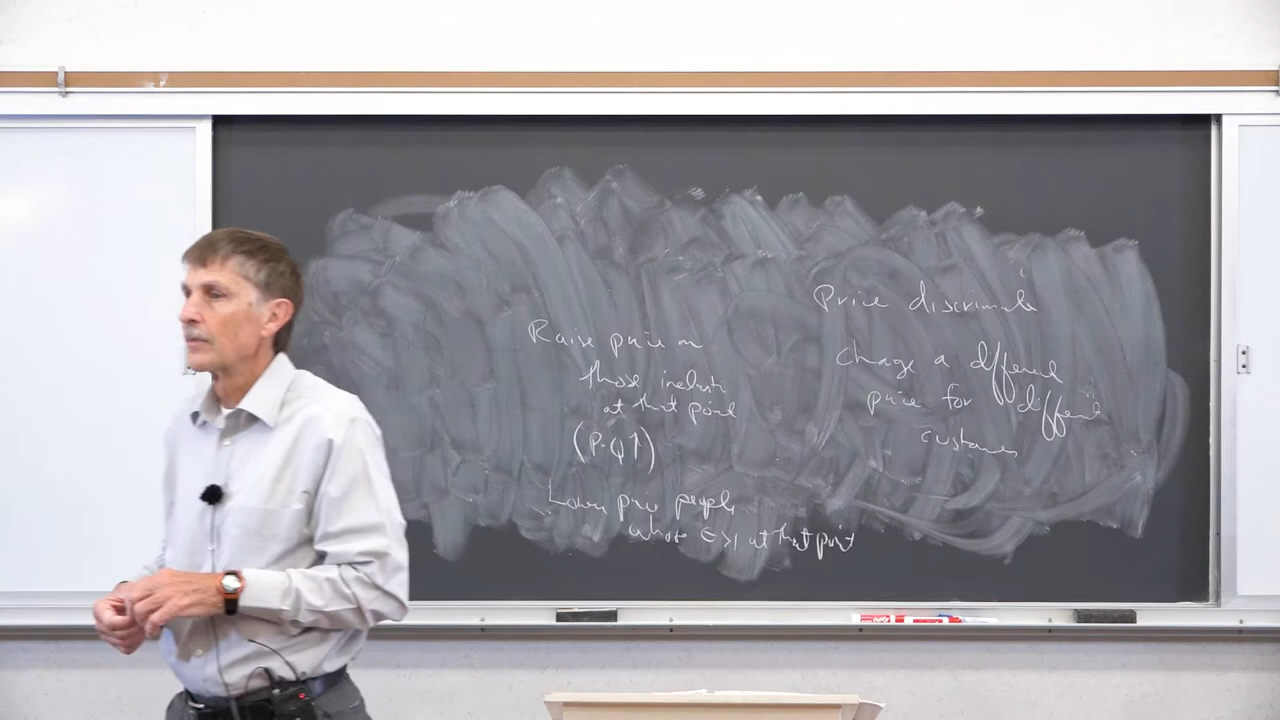 Raise price on
those inelastic
at that point
(P·Q↑)
Lower price people
whose ε>1 at that point
Price discriminate
Charge a different
price for different
customers